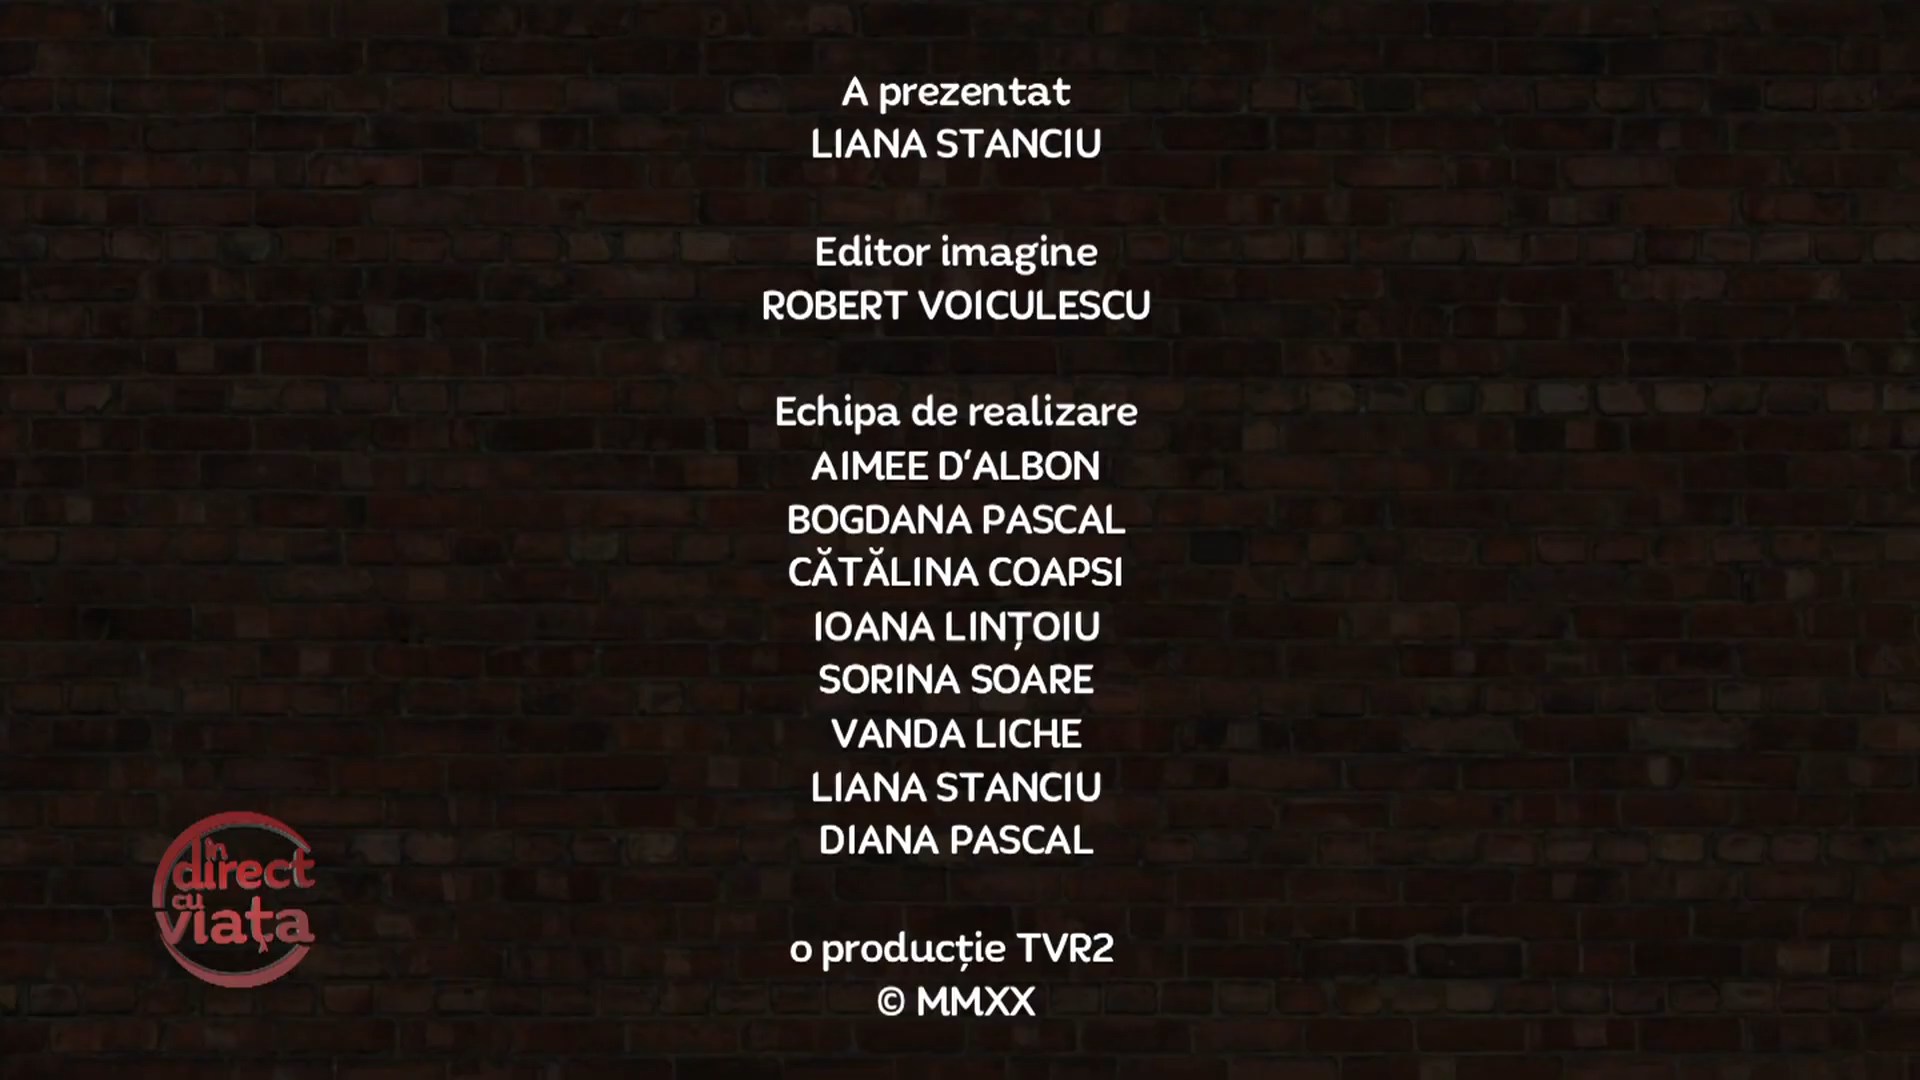 A prezentat
LIANA STANCIU
Editor imagine
ROBERT VOICULESCU
Echipa de realizare
AIMEE D‘ALBON
BOGDANA PASCAL
CĂTĂLINA COAPSI
IOANA LINȚOIU
SORINA SOARE
VANDA LICHE
LIANA STANCIU
DIANA PASCAL
în
direct
cu
viața
o producție TVR2
© MMXX